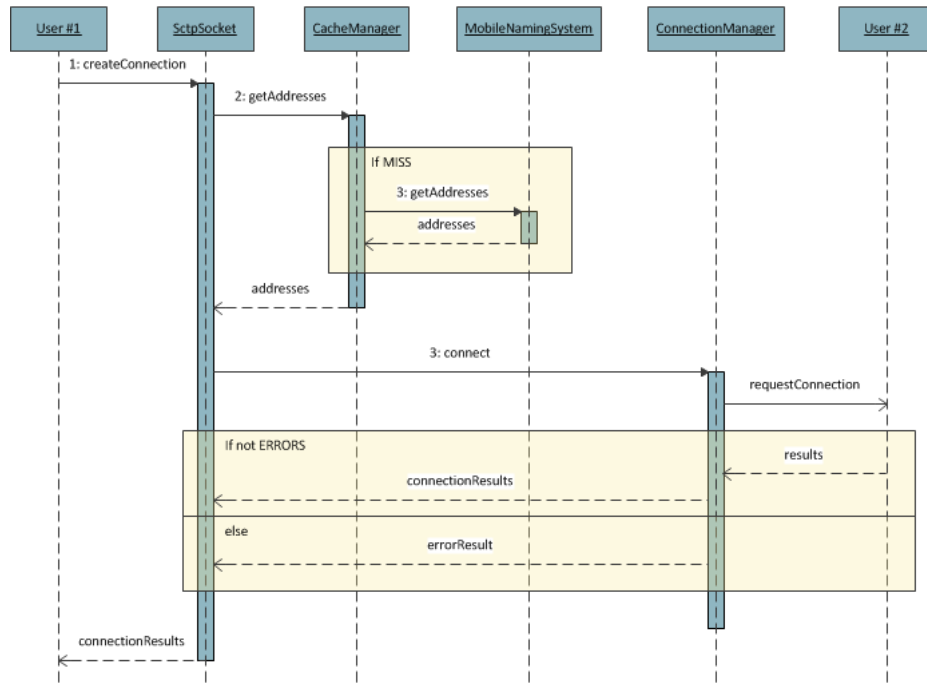 User #1
SctpSocket
CacheManager
MobileNamingSystem
ConnectionManager
User #2
1: createConnection
2: getAddresses
If MISS
3: getAddresses
addresses
addresses
3: connect
requestConnection
If not ERRORS
results
connectionResults
else
errorResult
connectionResults